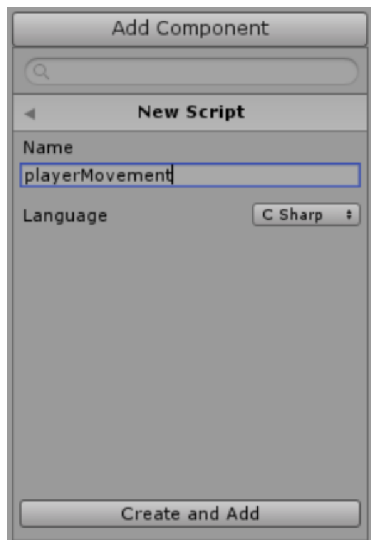 Add Component
New Script
Name
playerMovement
Language
C Sharp
Create and Add